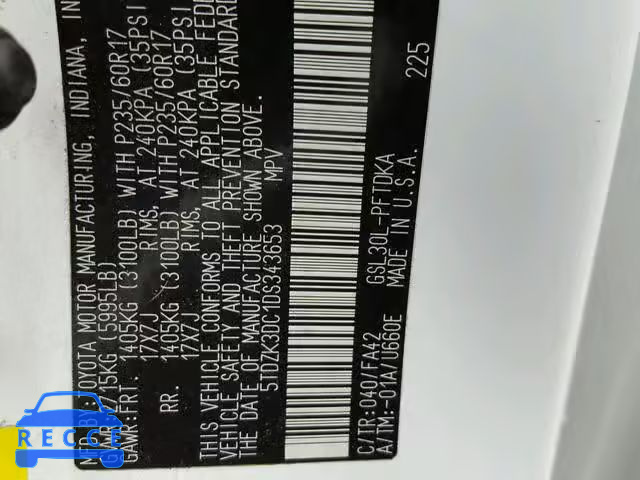 TOYOTA MOTOR MANUFACTURING, INDIANA, IN
(5995LB)
GAWR:FRT: 1405KG (3100LB) WITH P235/60R17
17X7J RIMS, AT 240KPA (35PSI
RR. 1405KG (3100LB) WITH P235/60R17
17X7J RIMS, AT 240KPA (35PSI
THIS VEHICLE CONFORMS TO ALL APPLICABLE FEDE
VEHICLE SAFETY AND THEFT PREVENTION STANDARD
THE DATE OF MANUFACTURE SHOWN ABOVE.
5TDZK3DC1DS343653 MPV
225
C/TR:040/FA42 GSL30L-PFTDKA
A/TM:-01A/U660E MADE IN U.S.A.
RECCE